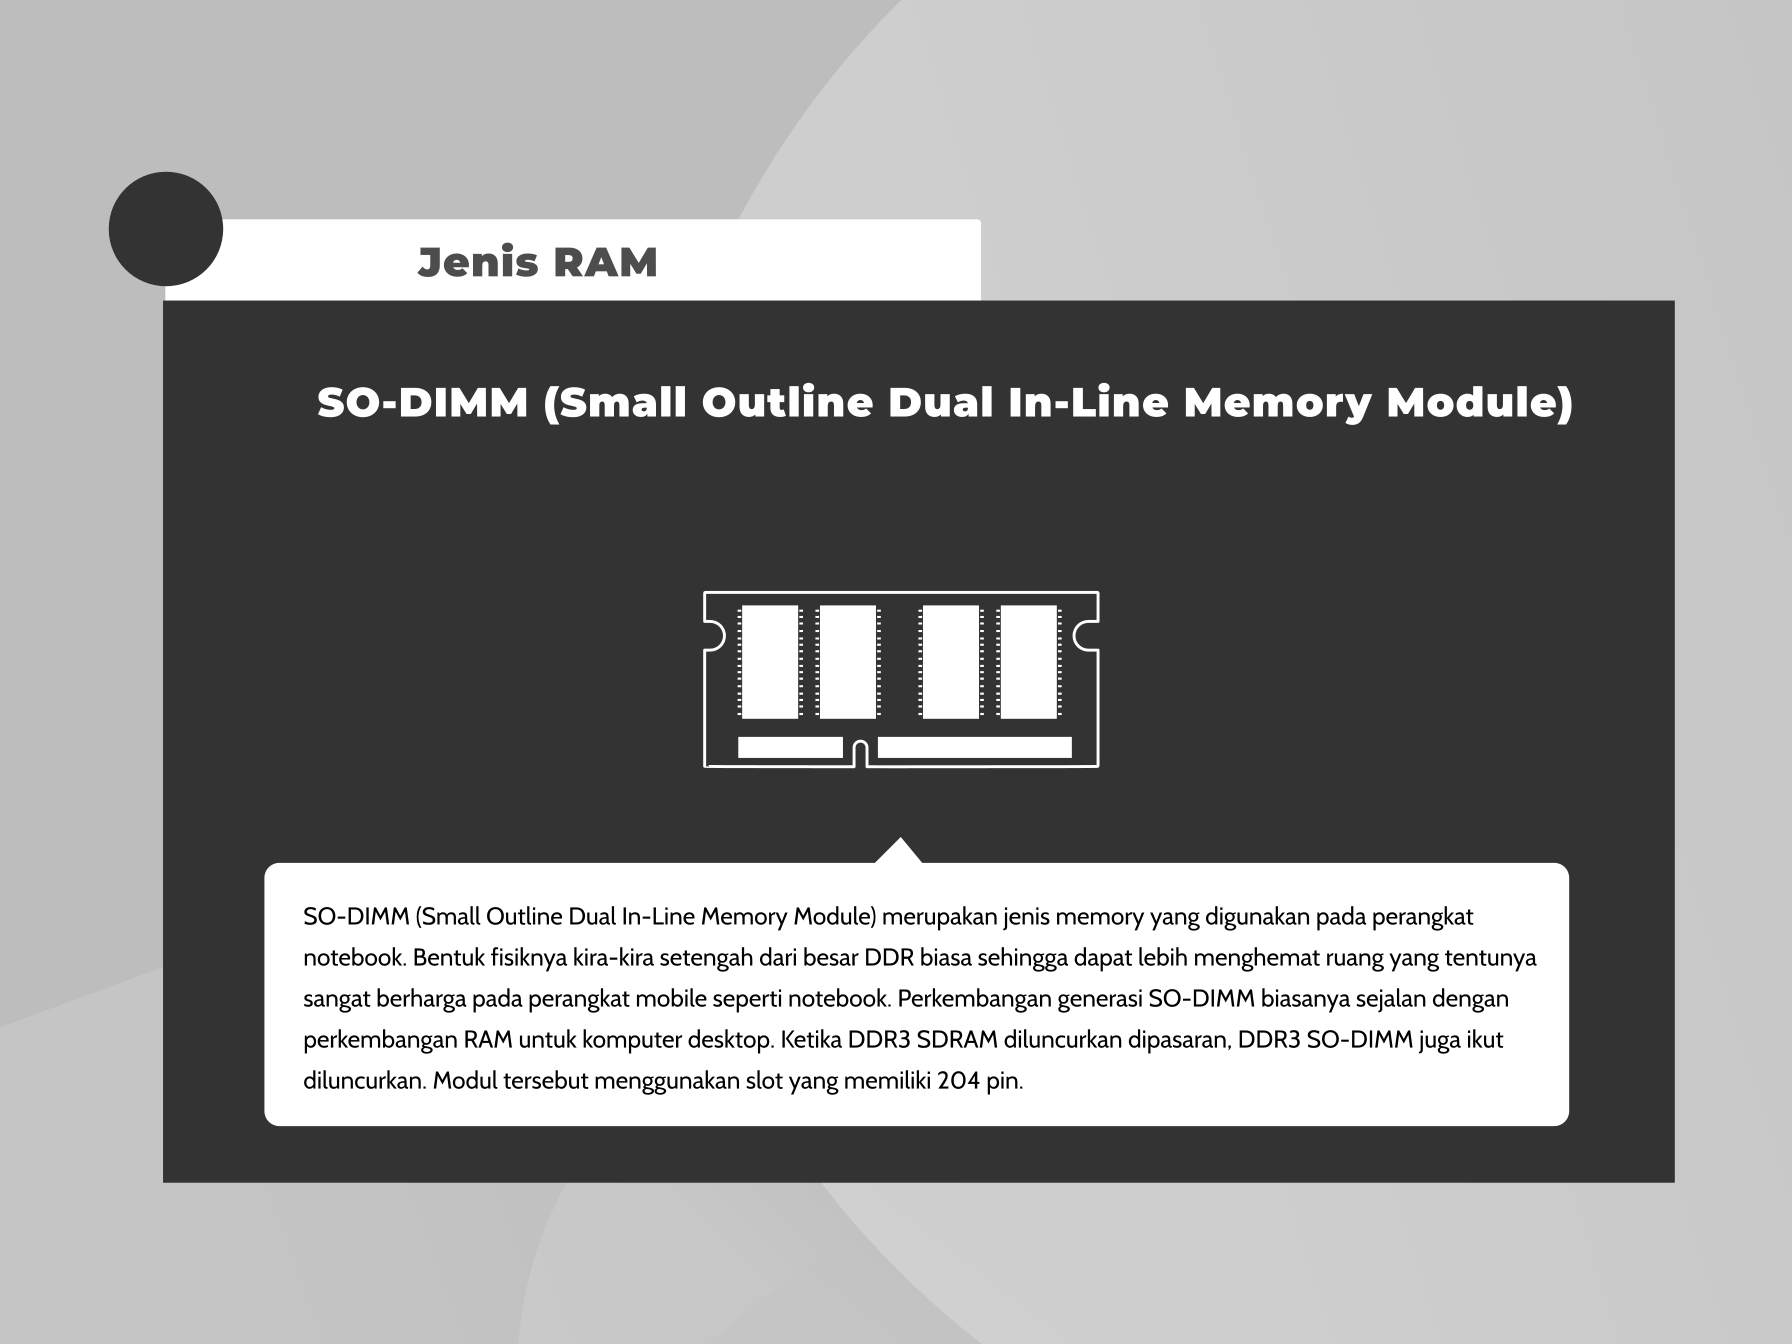 Jenis RAM
SO-DIMM (Small Outline Dual In-Line Memory Module)
SO-DIMM (Small Outline Dual In-Line Memory Module) merupakan jenis memory yang digunakan pada perangkat
notebook. Bentuk fisiknya kira-kira setengah dari besar DDR biasa sehingga dapat lebih menghemat ruang yang tentunya
sangat berharga pada perangkat mobile seperti notebook. Perkembangan generasi SO-DIMM biasanya sejalan dengan
perkembangan RAM untuk komputer desktop. Ketika DDR3 SDRAM diluncurkan dipasaran, DDR3 SO-DIMM juga ikut
diluncurkan. Modul tersebut menggunakan slot yang memiliki 204 pin.